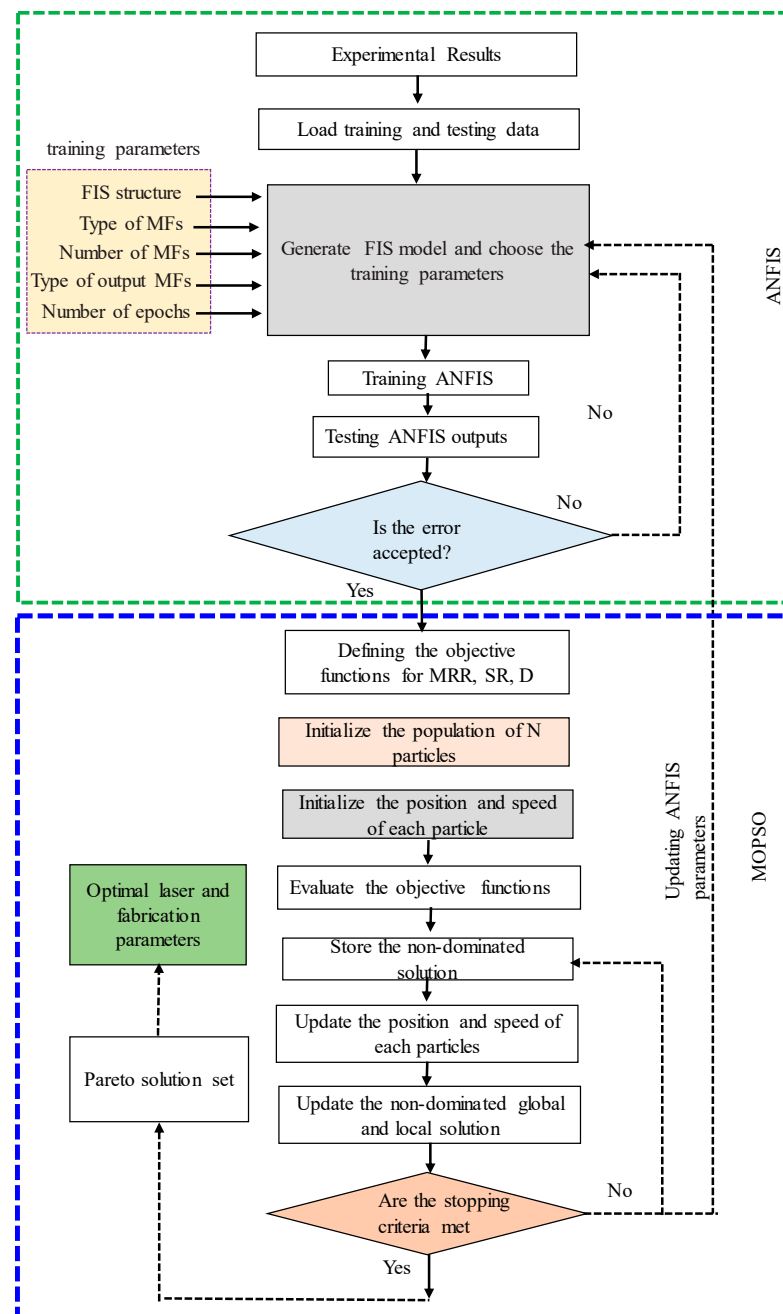 Experimental Results
Load training and testing data
training parameters
FIS structure
Type of MFs
Number of MFs
Type of output MFs
Number of epochs
Generate FIS model and choose the
training parameters
ANFIS
Training ANFIS
No
Testing ANFIS outputs
No
Is the error
accepted?
Yes
Defining the objective
functions for MRR, SR, D
Initialize the population of N
particles
Initialize the position and speed
of each particle
Updating ANFIS
parameters
MOPSO
Optimal laser and
fabrication
parameters
Evaluate the objective functions
Store the non-dominated
solution
Update the position and speed of
each particles
Pareto solution set
Update the non-dominated global
and local solution
No
Are the stopping
criteria met
Yes